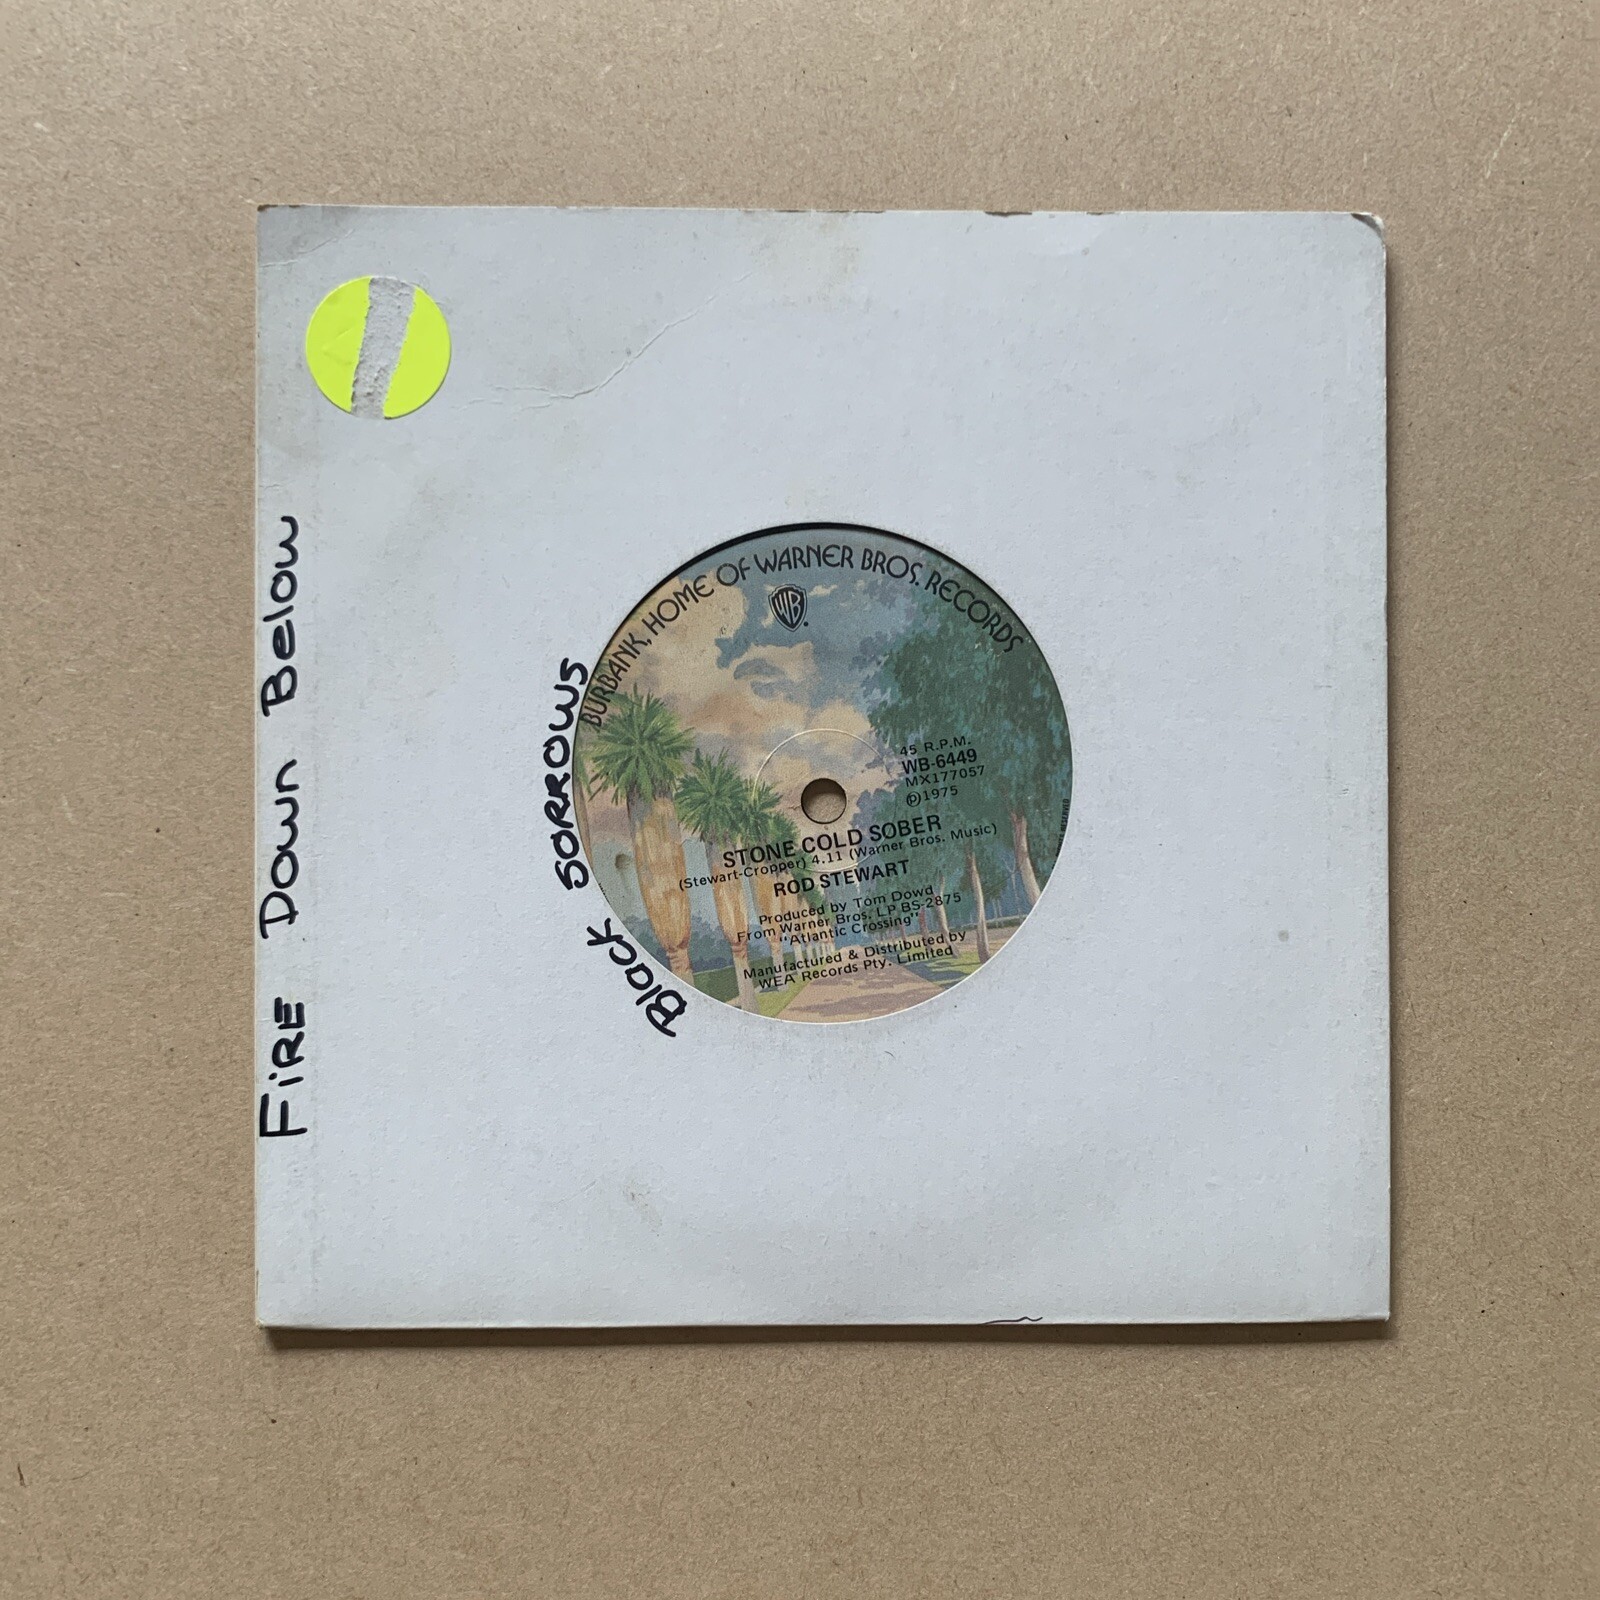 FiRE Down Below
Black SORROWS
BURBANK, HOME OF WARNER BROS. RECORDS
WB
45 R.P.M.
WB-6449
MX177057
℗1975
STONE COLD SOBER
(Stewart-Cropper) 4.11 (Warner Bros. Music)
ROD STEWART
Produced by Tom Dowd
From Warner Bros. LP BS-2875
"Atlantic Crossing"
Manufactured & Distributed by
WEA Records Pty. Limited